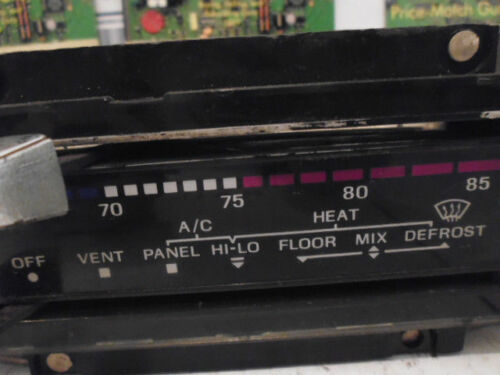 Price-Match Gu
70 75 80 85
A/C HEAT
OFF VENT PANEL HI-LO FLOOR MIX DEFROST